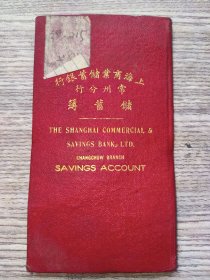 上海商業儲蓄銀行
常州分行
儲蓄簿
THE SHANGHAI COMMERCIAL &
SAVINGS BANK, LTD.
CHANGCHOW BRANCH
SAVINGS ACCOUNT